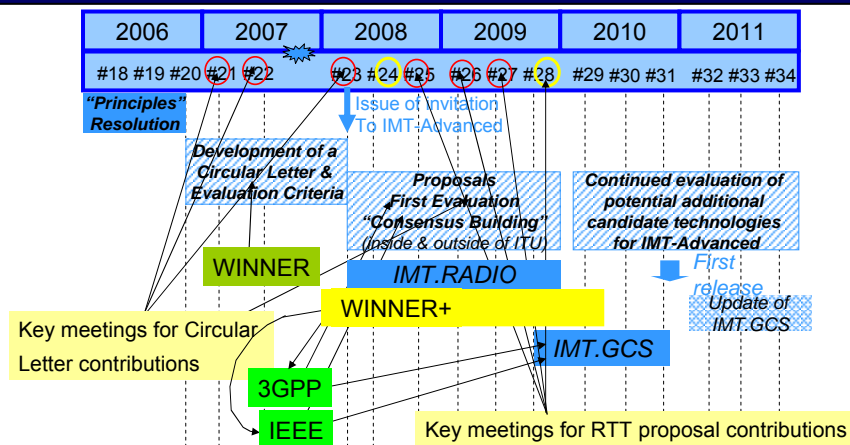 2006 2007 2008 2009 2010 2011
#18 #19 #20 #21 #22 #23 #24 #25 #26 #27 #28 #29 #30 #31 #32 #33 #34
“Principles”
Resolution
Issue of invitation
To IMT-Advanced
Development of a
Circular Letter &
Evaluation Criteria
Proposals
First Evaluation
“Consensus Building”
(inside & outside of ITU)
Continued evaluation of
potential additional
candidate technologies
for IMT-Advanced
WINNER
IMT.RADIO
First
release
WINNER+
Update of
IMT.GCS
Key meetings for Circular
Letter contributions
IMT.GCS
3GPP
IEEE
Key meetings for RTT proposal contributions